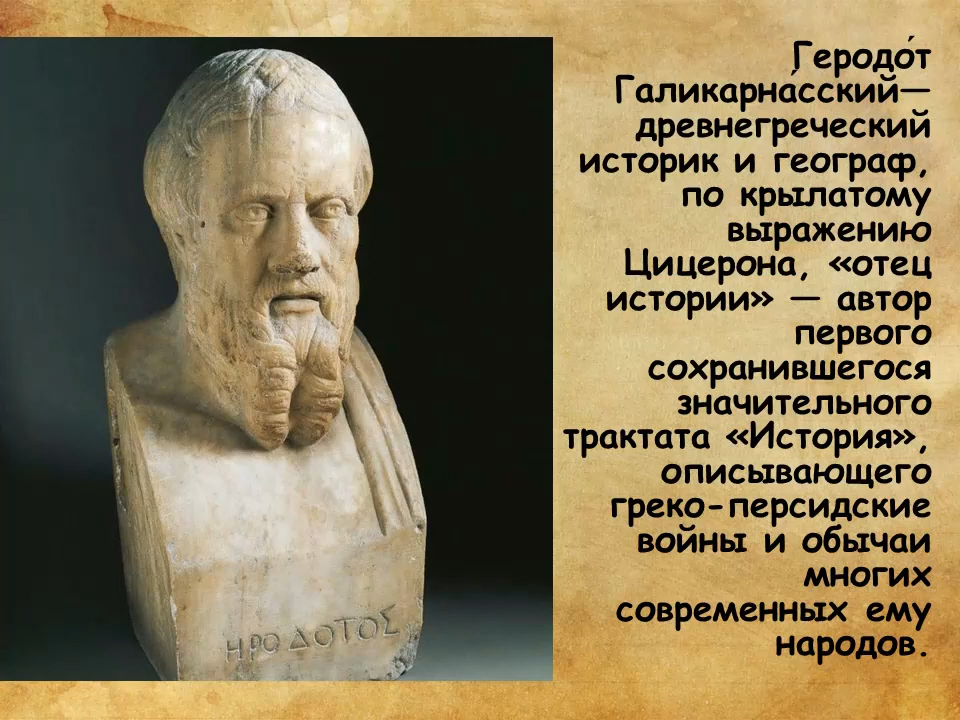 Геродо́т
Галикарна́сский—
древнегреческий
историк и географ,
по крылатому
выражению
Цицерона, «отец
истории» — автор
первого
сохранившегося
значительного
трактата «История»,
описывающего
греко-персидские
войны и обычаи
многих
современных ему
народов.
ΗΡΟΔΟΤΟΣ